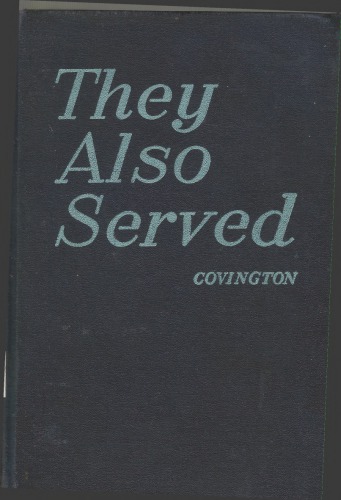 They
Also
Served
COVINGTON